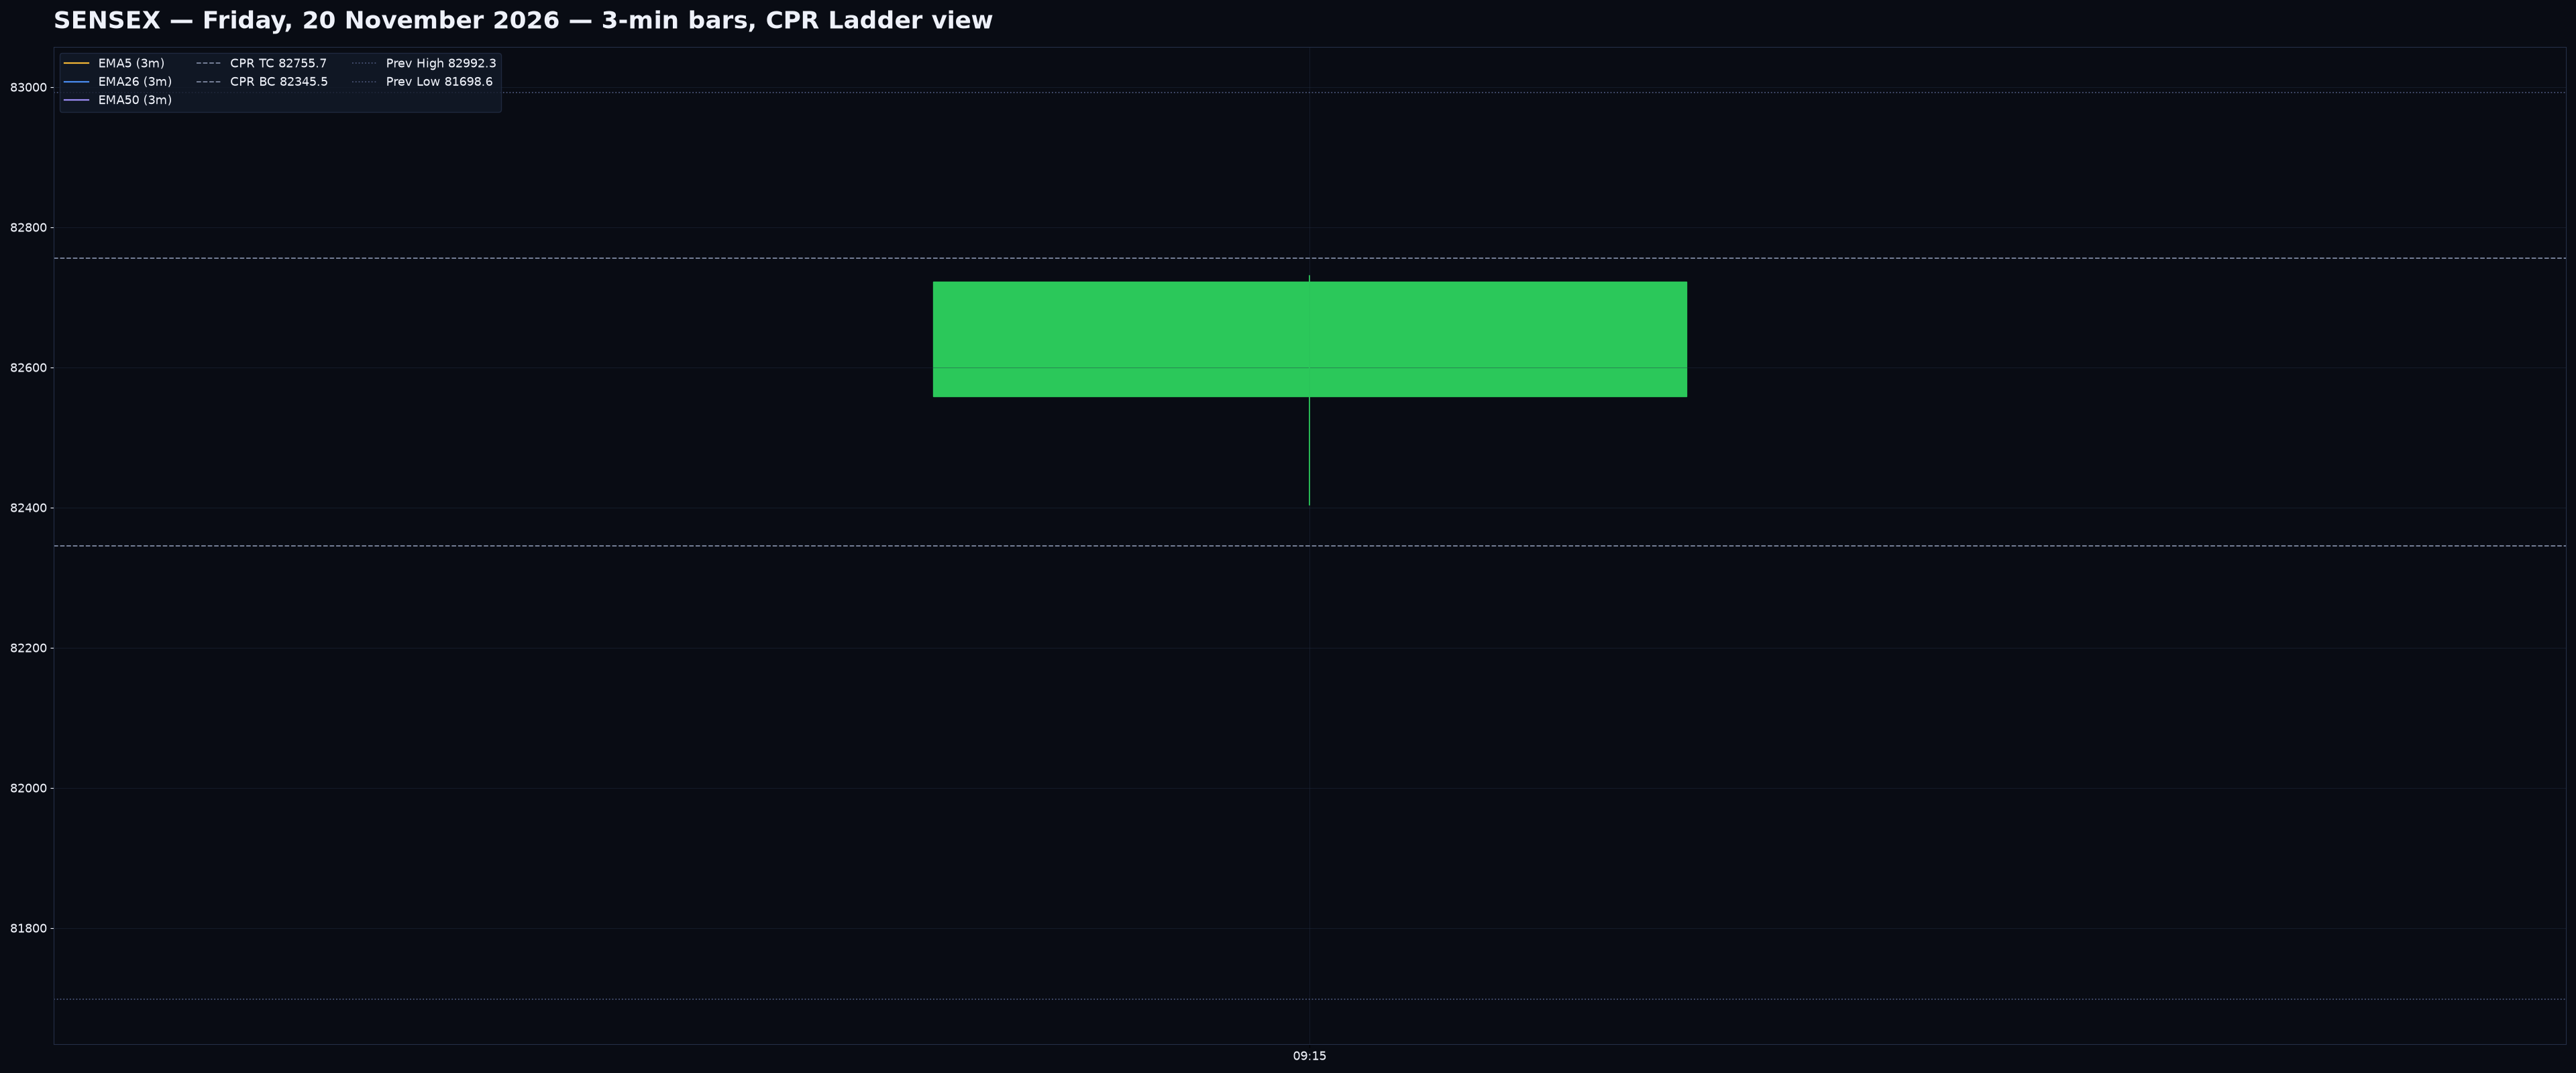 SENSEX — Friday, 20 November 2026 — 3-min bars, CPR Ladder view
EMA5 (3m)
EMA26 (3m)
EMA50 (3m)
CPR TC 82755.7
CPR BC 82345.5
Prev High 82992.3
Prev Low 81698.6
83000
82800
82600
82400
82200
82000
81800
09:15